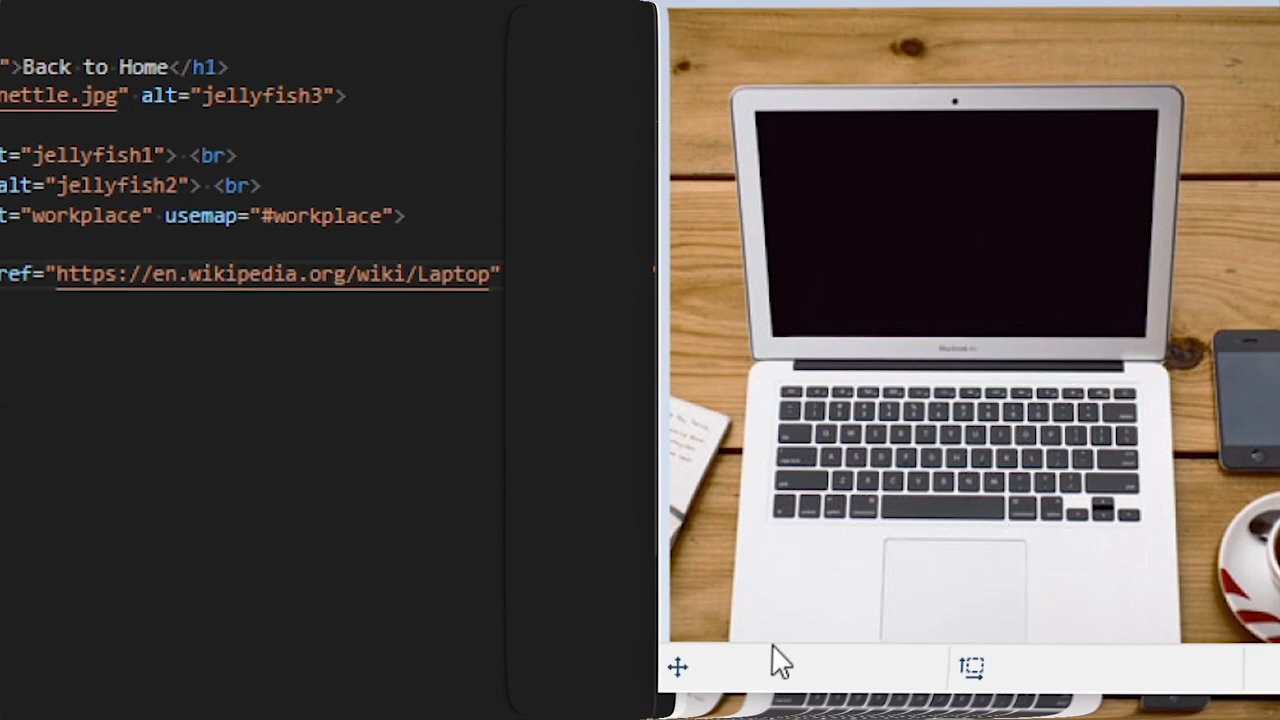 ">Back to Home</h1>
nettle.jpg" alt="jellyfish3">
t="jellyfish1"> <br>
alt="jellyfish2"> <br>
t="workplace" usemap="#workplace">
ref="https://en.wikipedia.org/wiki/Laptop"